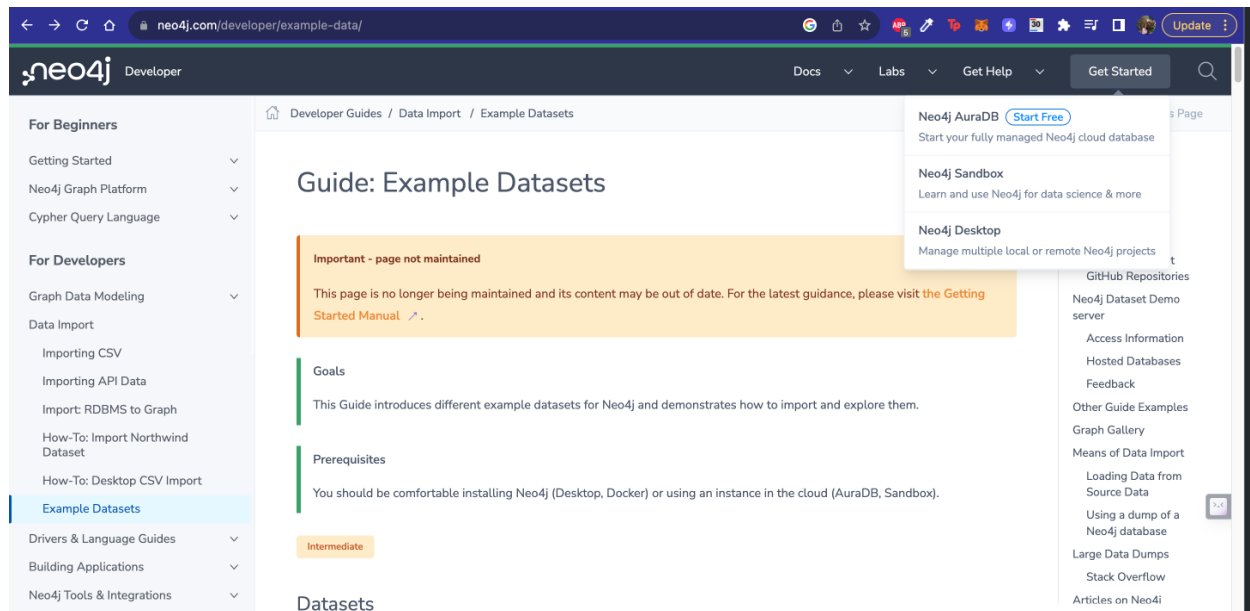 neo4j.com/developer/example-data/
ABP
5
Tp
30
Update
neo4j Developer
Docs
Labs
Get Help
Get Started
For Beginners
Getting Started
Neo4j Graph Platform
Cypher Query Language
For Developers
Graph Data Modeling
Data Import
Importing CSV
Importing API Data
Import: RDBMS to Graph
How-To: Import Northwind
Dataset
How-To: Desktop CSV Import
Example Datasets
Drivers & Language Guides
Building Applications
Neo4j Tools & Integrations
Developer Guides / Data Import / Example Datasets
Guide: Example Datasets
Important - page not maintained
This page is no longer being maintained and its content may be out of date. For the latest guidance, please visit the Getting
Started Manual ↗ .
Goals
This Guide introduces different example datasets for Neo4j and demonstrates how to import and explore them.
Prerequisites
You should be comfortable installing Neo4j (Desktop, Docker) or using an instance in the cloud (AuraDB, Sandbox).
Intermediate
Datasets
Neo4j AuraDB Start Free
Start your fully managed Neo4j cloud database
Neo4j Sandbox
Learn and use Neo4j for data science & more
Neo4j Desktop
Manage multiple local or remote Neo4j projects
Page
GitHub Repositories
Neo4j Dataset Demo
server
Access Information
Hosted Databases
Feedback
Other Guide Examples
Graph Gallery
Means of Data Import
Loading Data from
Source Data
Using a dump of a
Neo4j database
Large Data Dumps
Stack Overflow
Articles on Neo4j